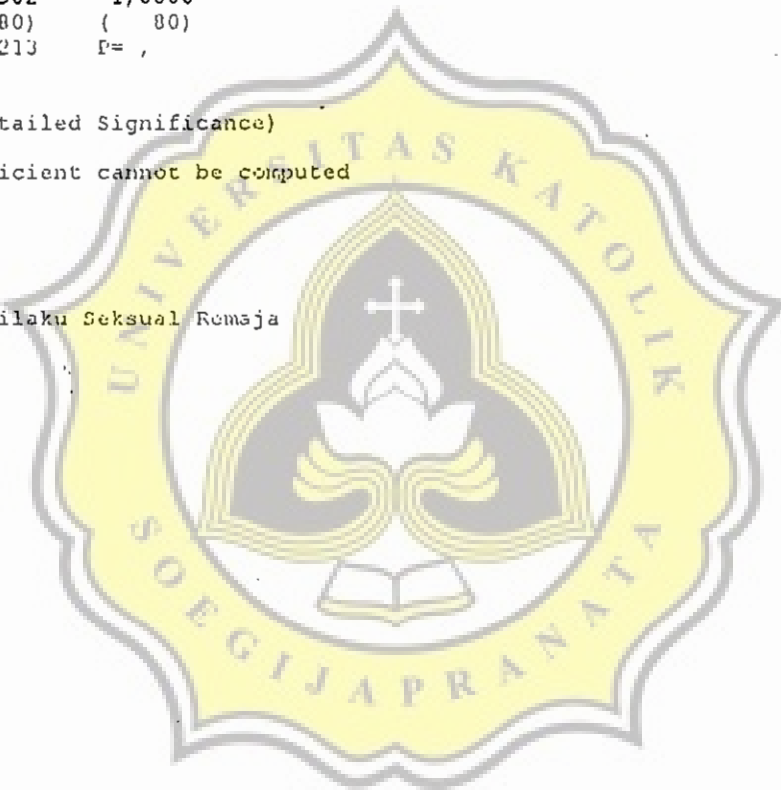 80) ( 80)
213 P= ,
tailed Significance)
icient cannot be computed
ilaku Seksual Remaja
UNIVERSITAS KATOLIK
SOEGIJAPRANATA